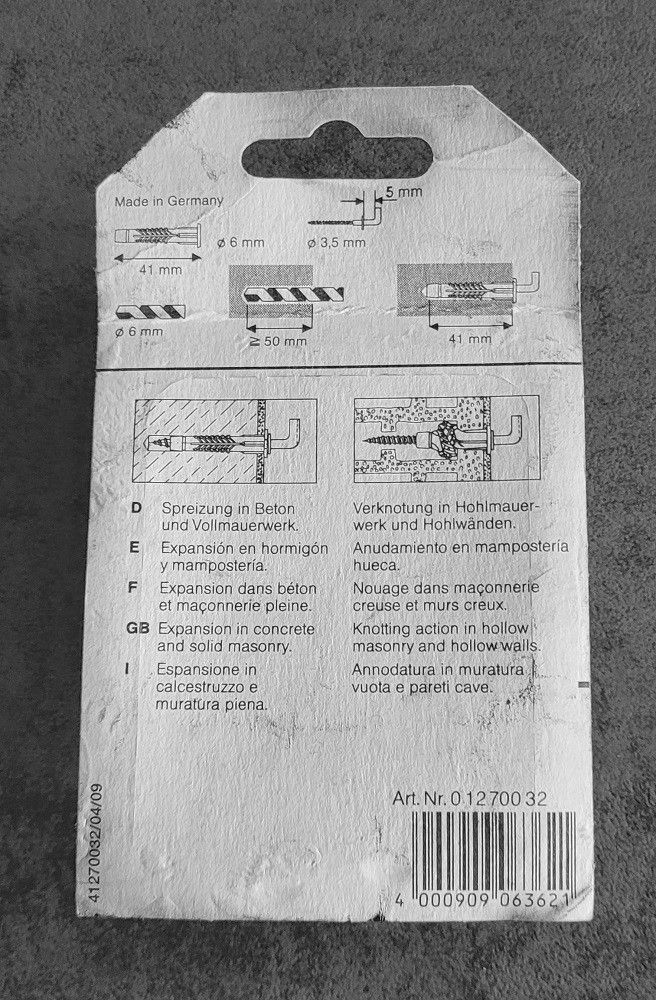 Made in Germany
5 mm
ø 6 mm
ø 3,5 mm
41 mm
ø 6 mm
≧ 50 mm
41 mm
D Spreizung in Beton
und Vollmauerwerk.
Verknotung in Hohlmauer-
werk und Hohlwänden.
E Expansión en hormigón
y mampostería.
Anudamiento en mampostería
hueca.
F Expansion dans béton
et maçonnerie pleine.
Nouage dans maçonnerie
creuse et murs creux.
GB Expansion in concrete
and solid masonry.
Knotting action in hollow
masonry and hollow walls.
I Espansione in
calcestruzzo e
muratura piena.
Annodatura in muratura
vuota e pareti cave.
41270032/04/09
Art. Nr. 0 12700 32
4 000909 063621